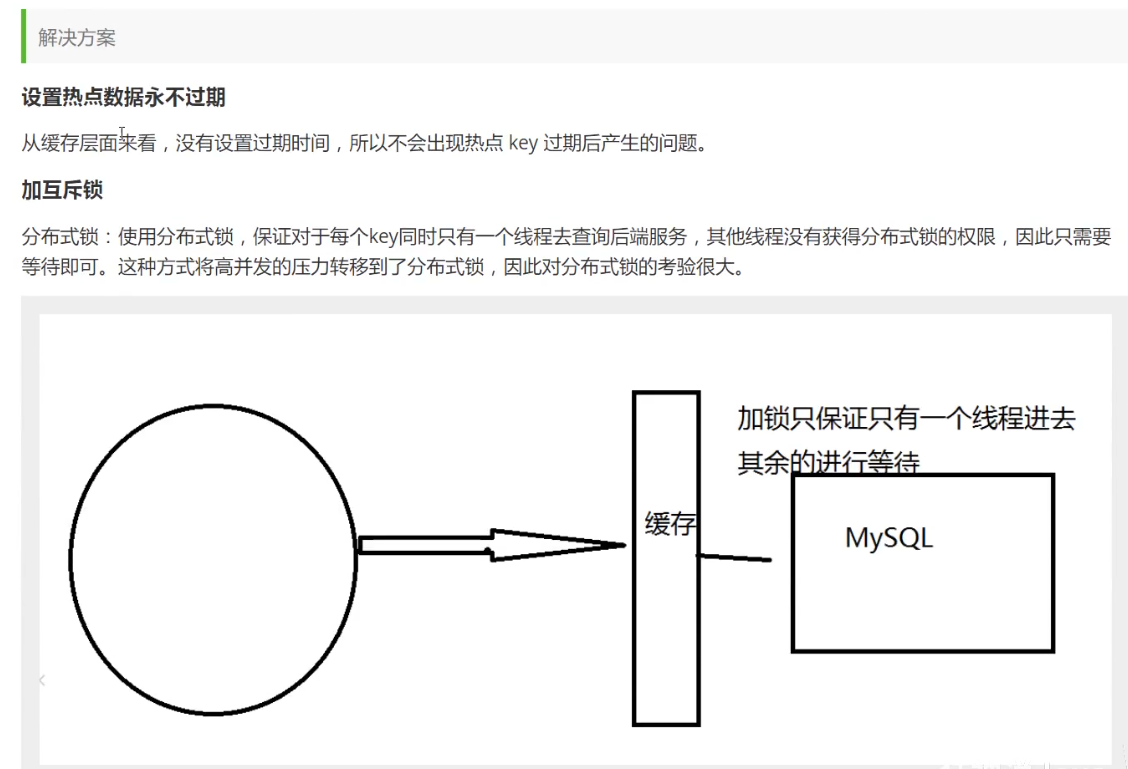 解决方案
设置热点数据永不过期
从缓存层面来看，没有设置过期时间，所以不会出现热点 key 过期后产生的问题。
加互斥锁
分布式锁：使用分布式锁，保证对于每个key同时只有一个线程去查询后端服务，其他线程没有获得分布式锁的权限，因此只需要
等待即可。这种方式将高并发的压力转移到了分布式锁，因此对分布式锁的考验很大。
加锁只保证只有一个线程进去
其余的进行等待
缓存
MySQL